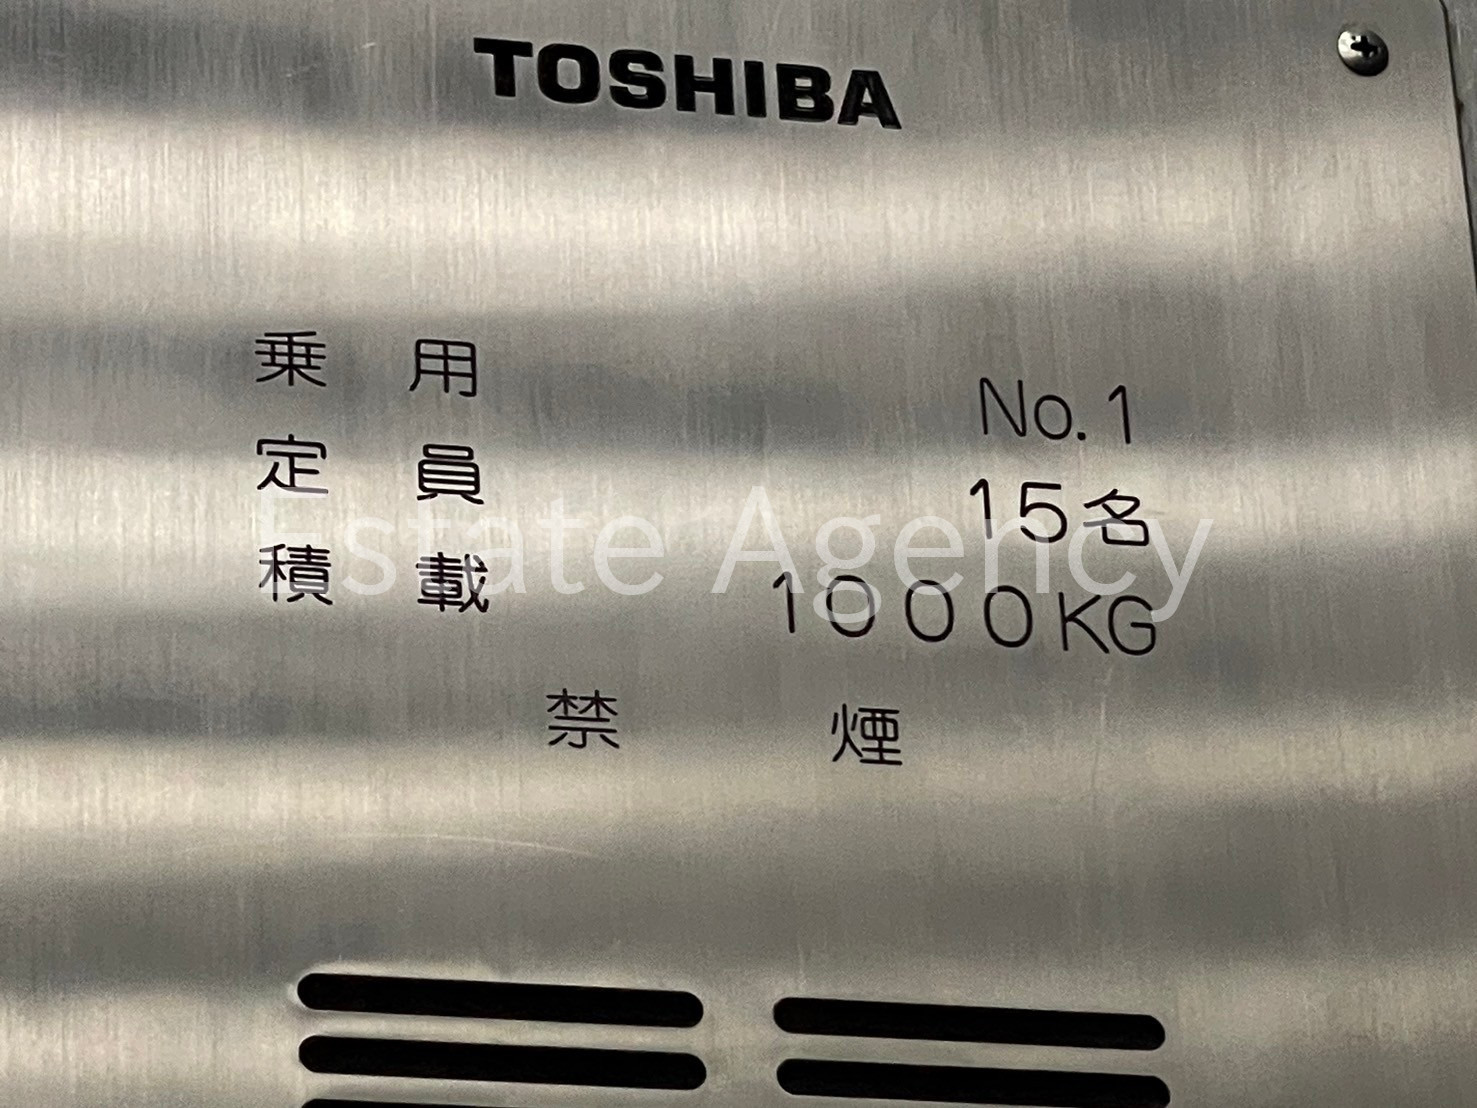 TOSHIBA
乗用 No.1
定員 15名
積載 1000KG
禁煙
Estate Agency